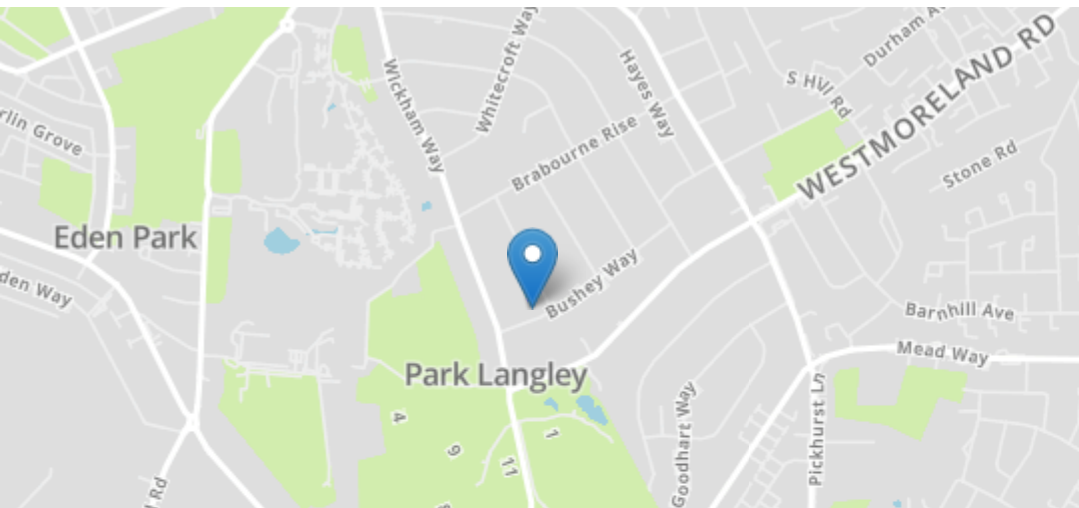 Whitecroft Way
Durham A
WESTMORELAND RD
Wickham Way
Hayes Way
S Hill Rd
rlin Grove
Brabourne Rise
Stone Rd
Eden Park
den Way
Bushey Way
Barnhill Ave
Mead Way
Park Langley
Goodhart Way
Pickhurst Ln
4
1
9
11
Rd